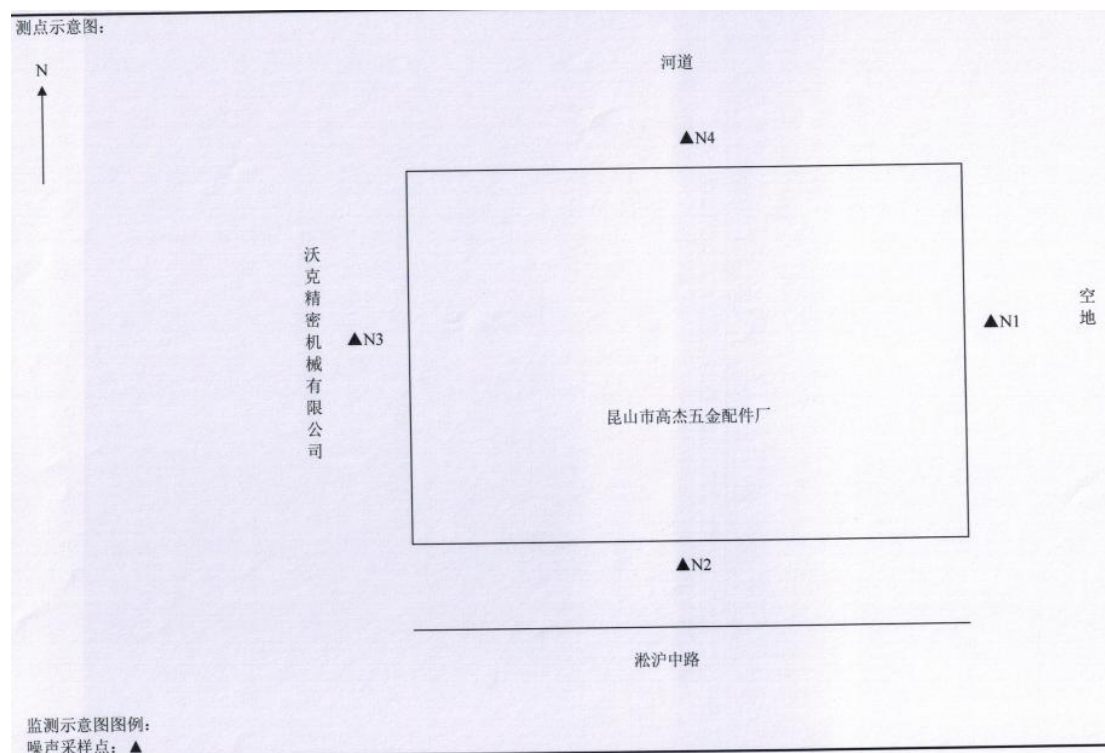 测点示意图：
N
河道
▲N4
沃克精密机械有限公司
▲N3
空地
▲N1
昆山市高杰五金配件厂
▲N2
淞沪中路
监测示意图图例：
噪声采样点：▲